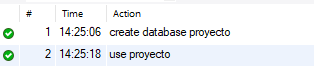 # Time Action
1 14:25:06 create database proyecto
2 14:25:18 use proyecto